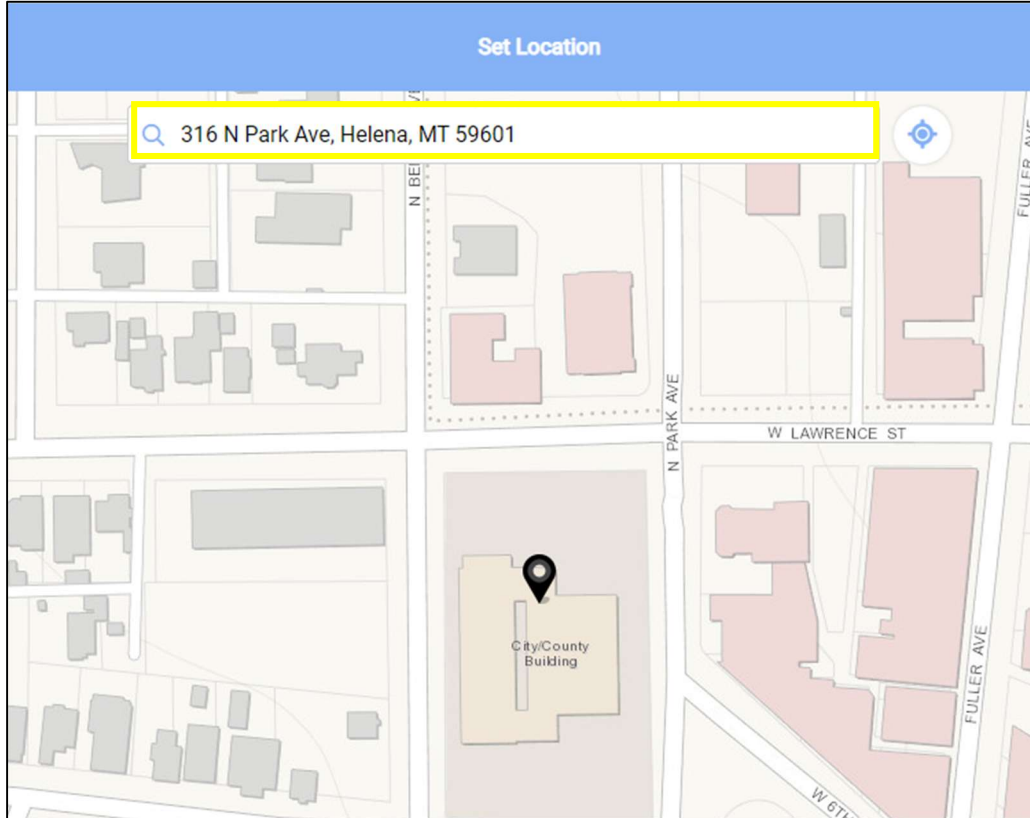 Set Location
316 N Park Ave, Helena, MT 59601
FULLER AVE
N PARK AVE
W LAWRENCE ST
City/County
Building
FULLER AVE
W 6TH